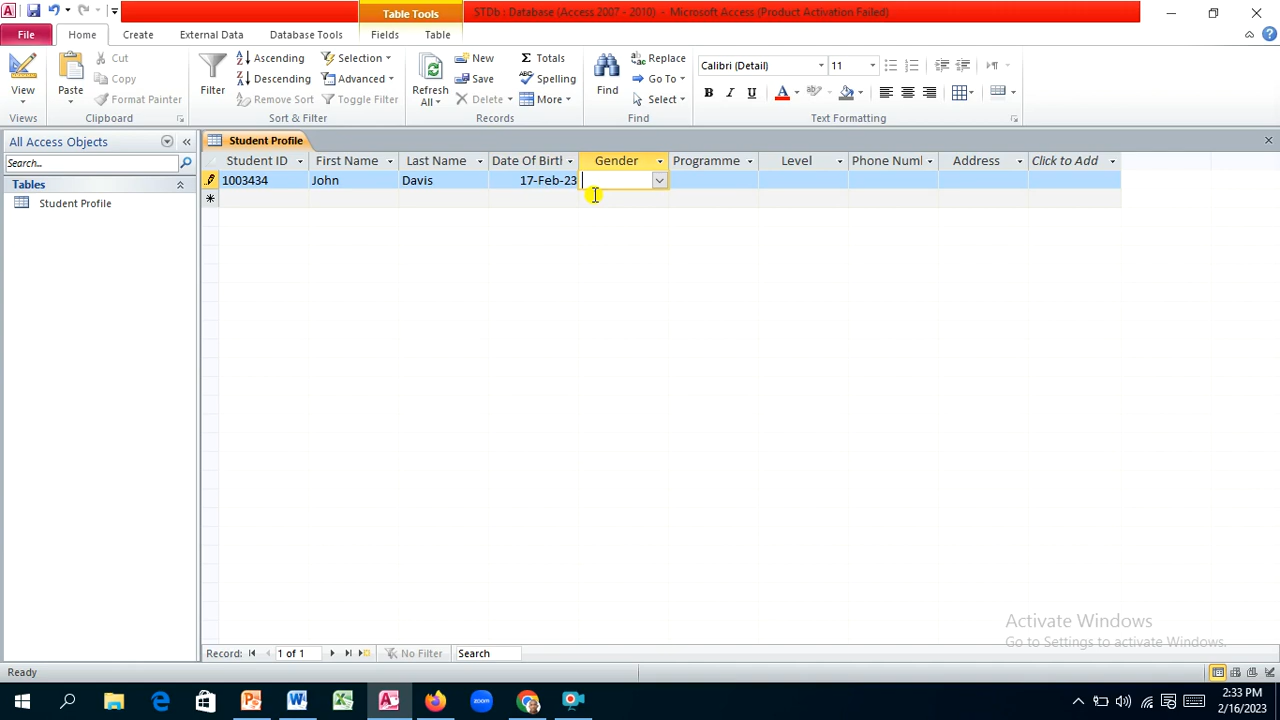 Table Tools
STDb : Database (Access 2007 - 2010) - Microsoft Access (Product Activation Failed)
File Home Create External Data Database Tools Fields Table
View
Views
Paste
Cut
Copy
Format Painter
Clipboard
Filter
Ascending
Descending
Remove Sort
Selection
Advanced
Toggle Filter
Sort & Filter
Refresh
All
New
Save
Delete
Totals
Spelling
More
Records
Find
Replace
Go To
Select
Find
Calibri (Detail) 11
B I U A
Text Formatting
All Access Objects
Search...
Tables
Student Profile
Student Profile
Student ID First Name Last Name Date Of Birtl Gender Programme Level Phone Num Address Click to Add
1003434 John Davis 17-Feb-23
Activate Windows
Go to Settings to activate Windows.
Record: 1 of 1 No Filter Search
Ready
zoom
2:33 PM
2/16/2023